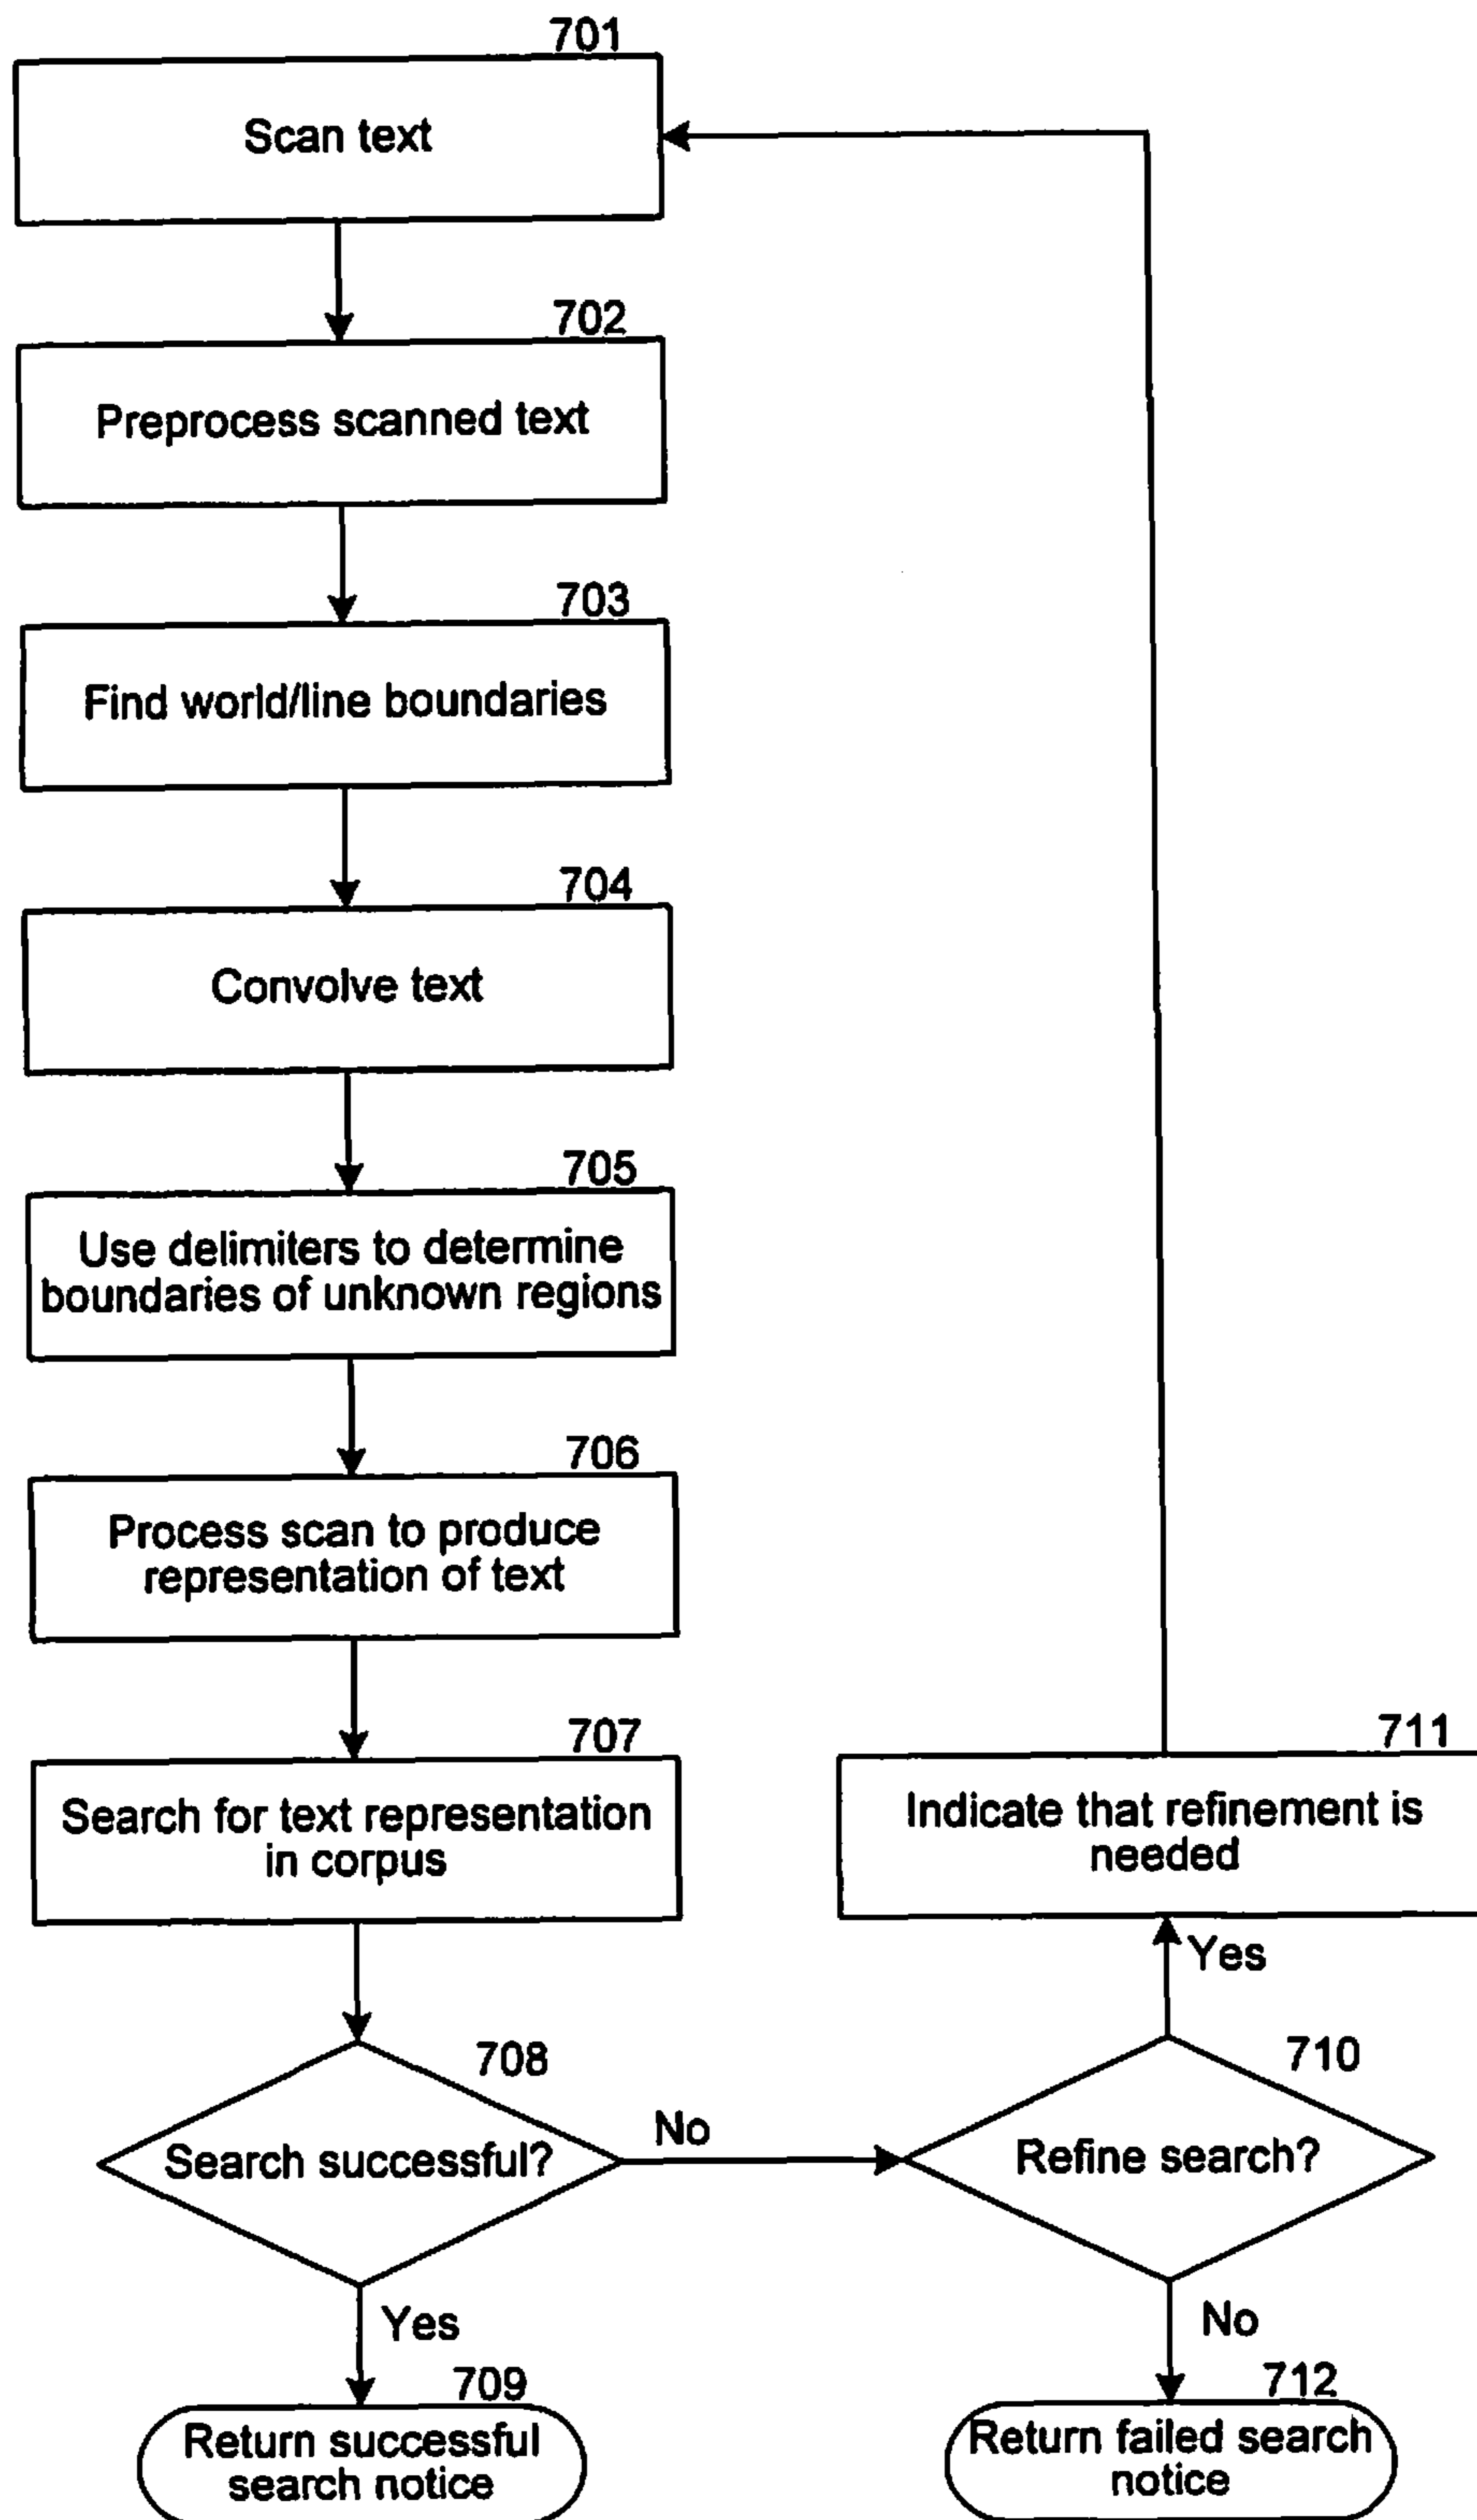 701
Scan text
702
Preprocess scanned text
703
Find world/line boundaries
704
Convolve text
705
Use delimiters to determine
boundaries of unknown regions
706
Process scan to produce
representation of text
707
Search for text representation
in corpus
711
Indicate that refinement is
needed
Yes
708
Search successful?
No
710
Refine search?
Yes
No
709
Return successful
search notice
712
Return failed search
notice